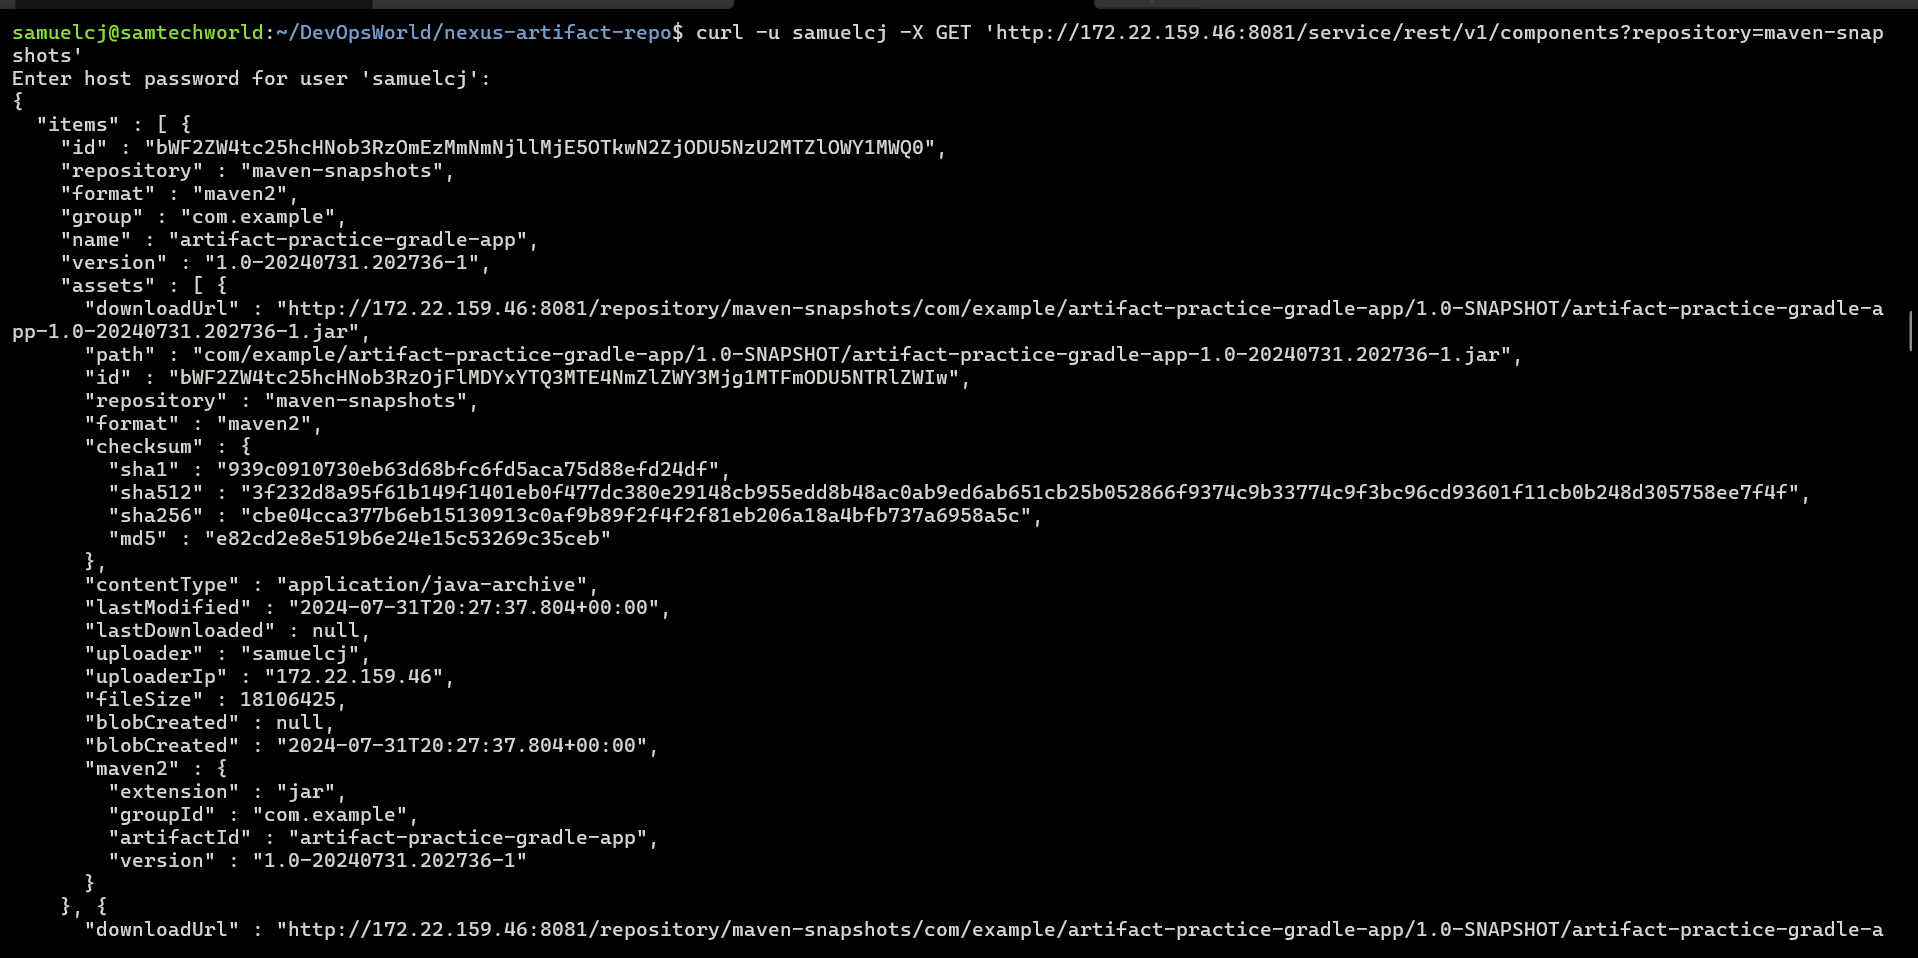 samuelcj@samtechworld:~/DevOpsWorld/nexus-artifact-repo$ curl -u samuelcj -X GET 'http://172.22.159.46:8081/service/rest/v1/components?repository=maven-snap
shots'
Enter host password for user 'samuelcj':
{
  "items" : [ {
    "id" : "bWF2ZW4tc25hcHNob3RzOmEzMmNmNjllMjE5OTkwN2ZjODU5NzU2MTZlOWY1MWQ0",
    "repository" : "maven-snapshots",
    "format" : "maven2",
    "group" : "com.example",
    "name" : "artifact-practice-gradle-app",
    "version" : "1.0-20240731.202736-1",
    "assets" : [ {
      "downloadUrl" : "http://172.22.159.46:8081/repository/maven-snapshots/com/example/artifact-practice-gradle-app/1.0-SNAPSHOT/artifact-practice-gradle-a
pp-1.0-20240731.202736-1.jar",
      "path" : "com/example/artifact-practice-gradle-app/1.0-SNAPSHOT/artifact-practice-gradle-app-1.0-20240731.202736-1.jar",
      "id" : "bWF2ZW4tc25hcHNob3RzOjFlMDYxYTQ3MTE4NmZlZWY3Mjg1MTFmODU5NTRlZWIw",
      "repository" : "maven-snapshots",
      "format" : "maven2",
      "checksum" : {
        "sha1" : "939c0910730eb63d68bfc6fd5aca75d88efd24df",
        "sha512" : "3f232d8a95f61b149f1401eb0f477dc380e29148cb955edd8b48ac0ab9ed6ab651cb25b052866f9374c9b33774c9f3bc96cd93601f11cb0b248d305758ee7f4f",
        "sha256" : "cbe04cca377b6eb15130913c0af9b89f2f4f2f81eb206a18a4bfb737a6958a5c",
        "md5" : "e82cd2e8e519b6e24e15c53269c35ceb"
      },
      "contentType" : "application/java-archive",
      "lastModified" : "2024-07-31T20:27:37.804+00:00",
      "lastDownloaded" : null,
      "uploader" : "samuelcj",
      "uploaderIp" : "172.22.159.46",
      "fileSize" : 18106425,
      "blobCreated" : null,
      "blobCreated" : "2024-07-31T20:27:37.804+00:00",
      "maven2" : {
        "extension" : "jar",
        "groupId" : "com.example",
        "artifactId" : "artifact-practice-gradle-app",
        "version" : "1.0-20240731.202736-1"
      }
    }, {
      "downloadUrl" : "http://172.22.159.46:8081/repository/maven-snapshots/com/example/artifact-practice-gradle-app/1.0-SNAPSHOT/artifact-practice-gradle-a